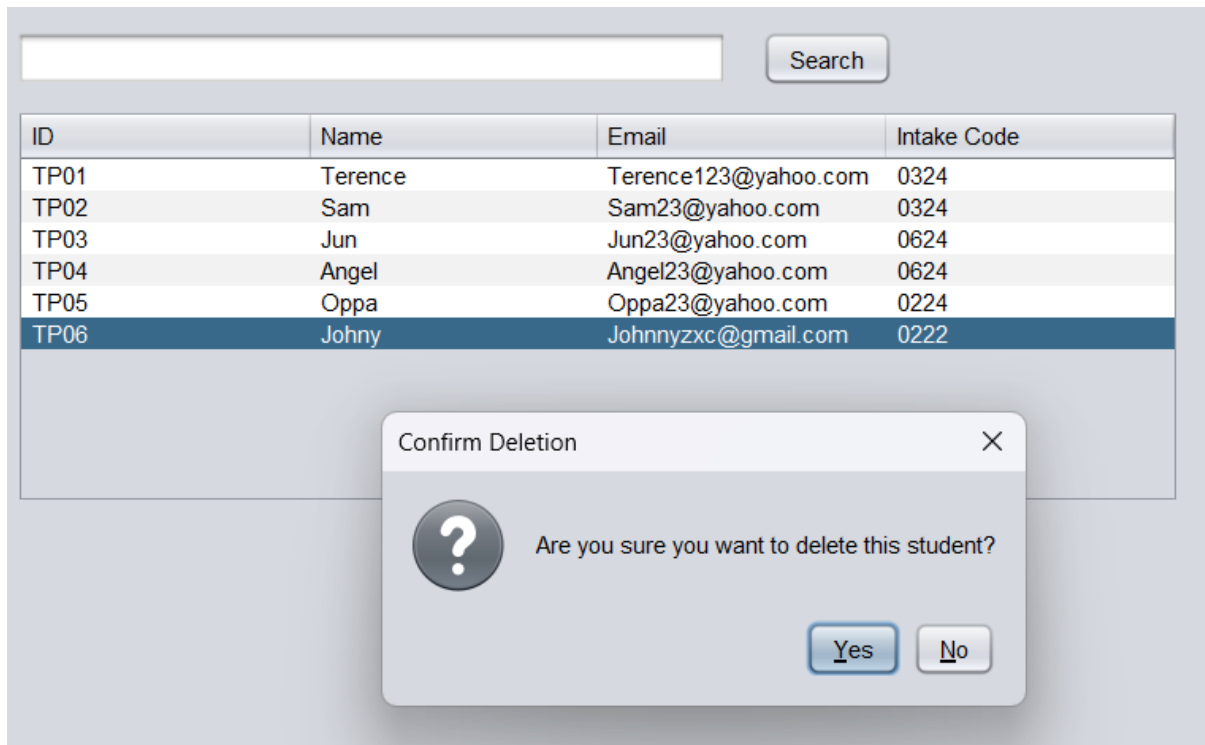 Search
ID Name Email Intake Code
TP01 Terence Terence123@yahoo.com 0324
TP02 Sam Sam23@yahoo.com 0324
TP03 Jun Jun23@yahoo.com 0624
TP04 Angel Angel23@yahoo.com 0624
TP05 Oppa Oppa23@yahoo.com 0224
TP06 Johny Johnnyzxc@gmail.com 0222
Confirm Deletion
Are you sure you want to delete this student?
Yes No